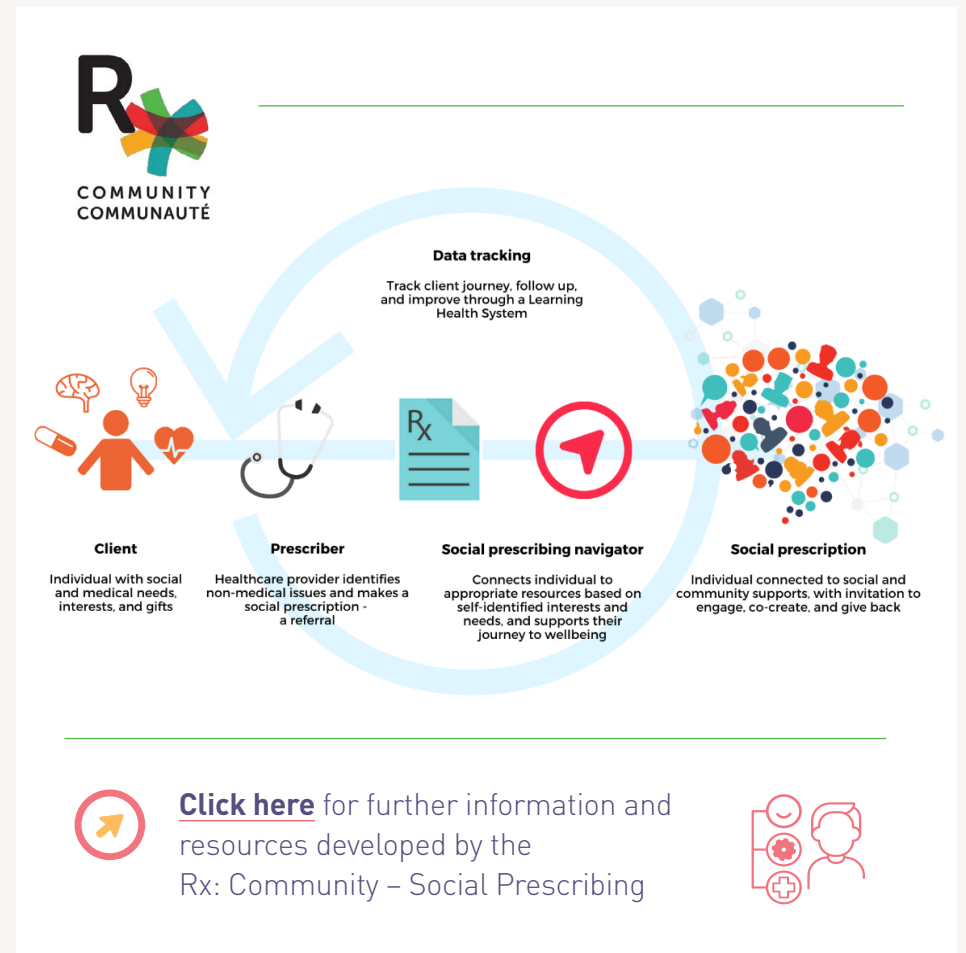 R
COMMUNITY
COMMUNAUTÉ
Data tracking
Track client journey, follow up,
and improve through a Learning
Health System
Rx
Client
Individual with social
and medical needs,
interests, and gifts
Prescriber
Healthcare provider identifies
non-medical issues and makes a
social prescription -
a referral
Social prescribing navigator
Connects individual to
appropriate resources based on
self-identified interests and
needs, and supports their
journey to wellbeing
Social prescription
Individual connected to social and
community supports, with invitation to
engage, co-create, and give back
Click here for further information and
resources developed by the
Rx: Community – Social Prescribing